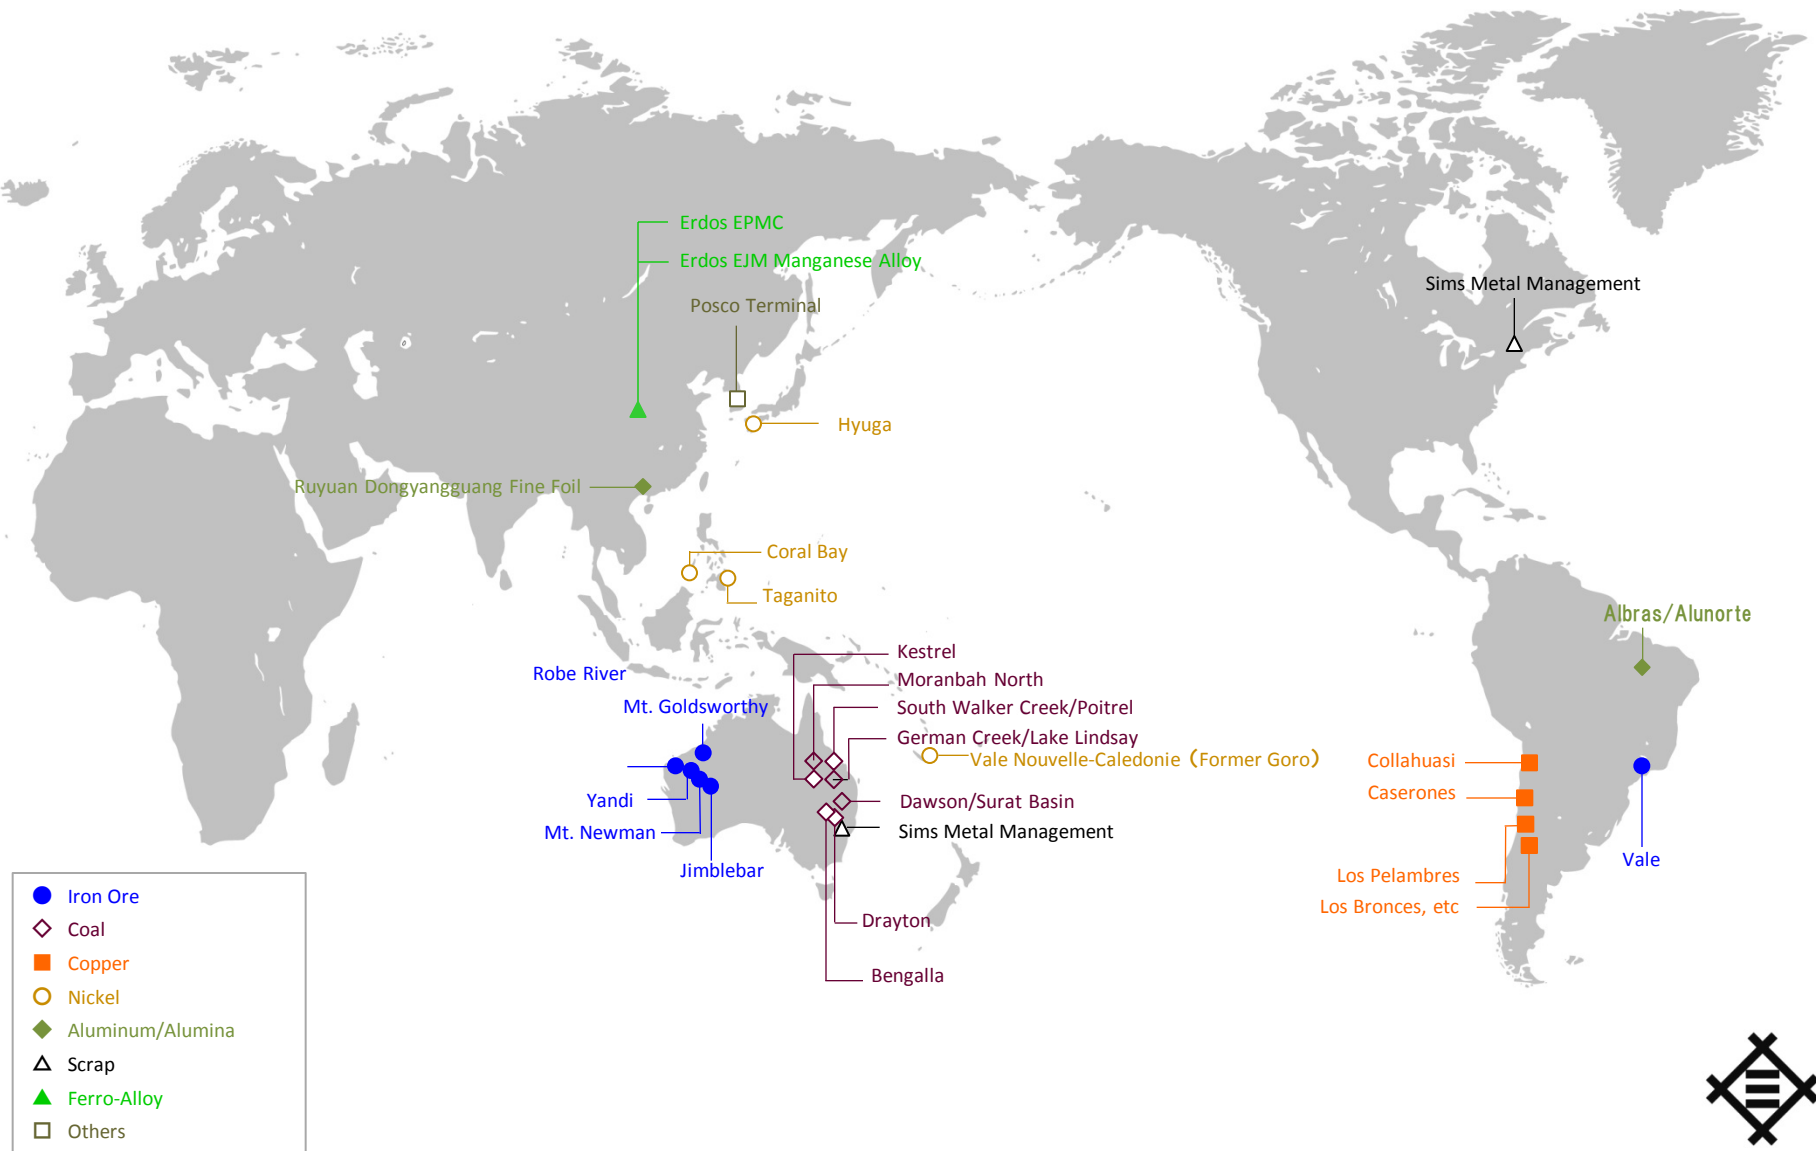 Erdos EPMC
Erdos EJM Manganese Alloy
Sims Metal Management
Posco Terminal
Hyuga
Ruyuan Dongyangguang Fine Foil
Coral Bay
Taganito
Albras/Alunorte
Kestrel
Robe River
Moranbah North
Mt. Goldsworthy
South Walker Creek/Poitrel
German Creek/Lake Lindsay
Vale Nouvelle-Caledonie (Former Goro)
Collahuasi
Caserones
Yandi
Dawson/Surat Basin
Mt. Newman
Sims Metal Management
Vale
Jimblebar
Los Pelambres
Los Bronces, etc
Drayton
Bengalla
Iron Ore
Coal
Copper
Nickel
Aluminum/Alumina
Scrap
Ferro-Alloy
Others